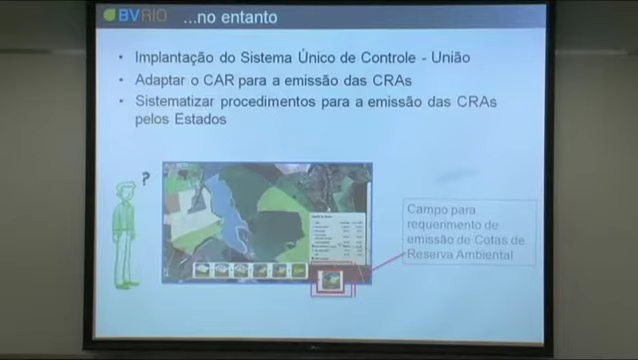 BVRIO ...no entanto
• Implantação do Sistema Único de Controle - União
• Adaptar o CAR para a emissão das CRAs
• Sistematizar procedimentos para a emissão das CRAs
pelos Estados
?
Campo para
requerimento de
emissão de Cotas de
Reserva Ambiental